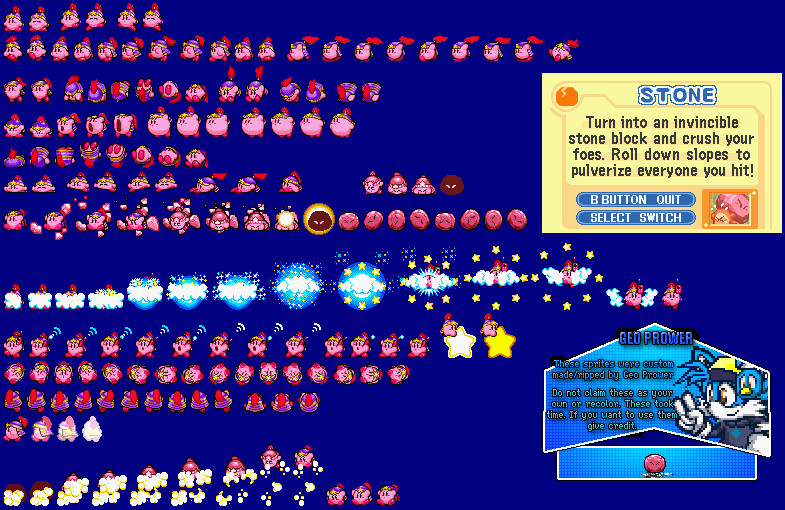 STONE
Turn into an invincible
stone block and crush your
foes. Roll down slopes to
pulverize everyone you hit!
B BUTTON QUIT
SELECT SWITCH
GEO PROWER
These sprites were custom
made/ripped by Geo Prower
Do not claim these as your
own or recolor. These took
time. If you want to use them
give credit.